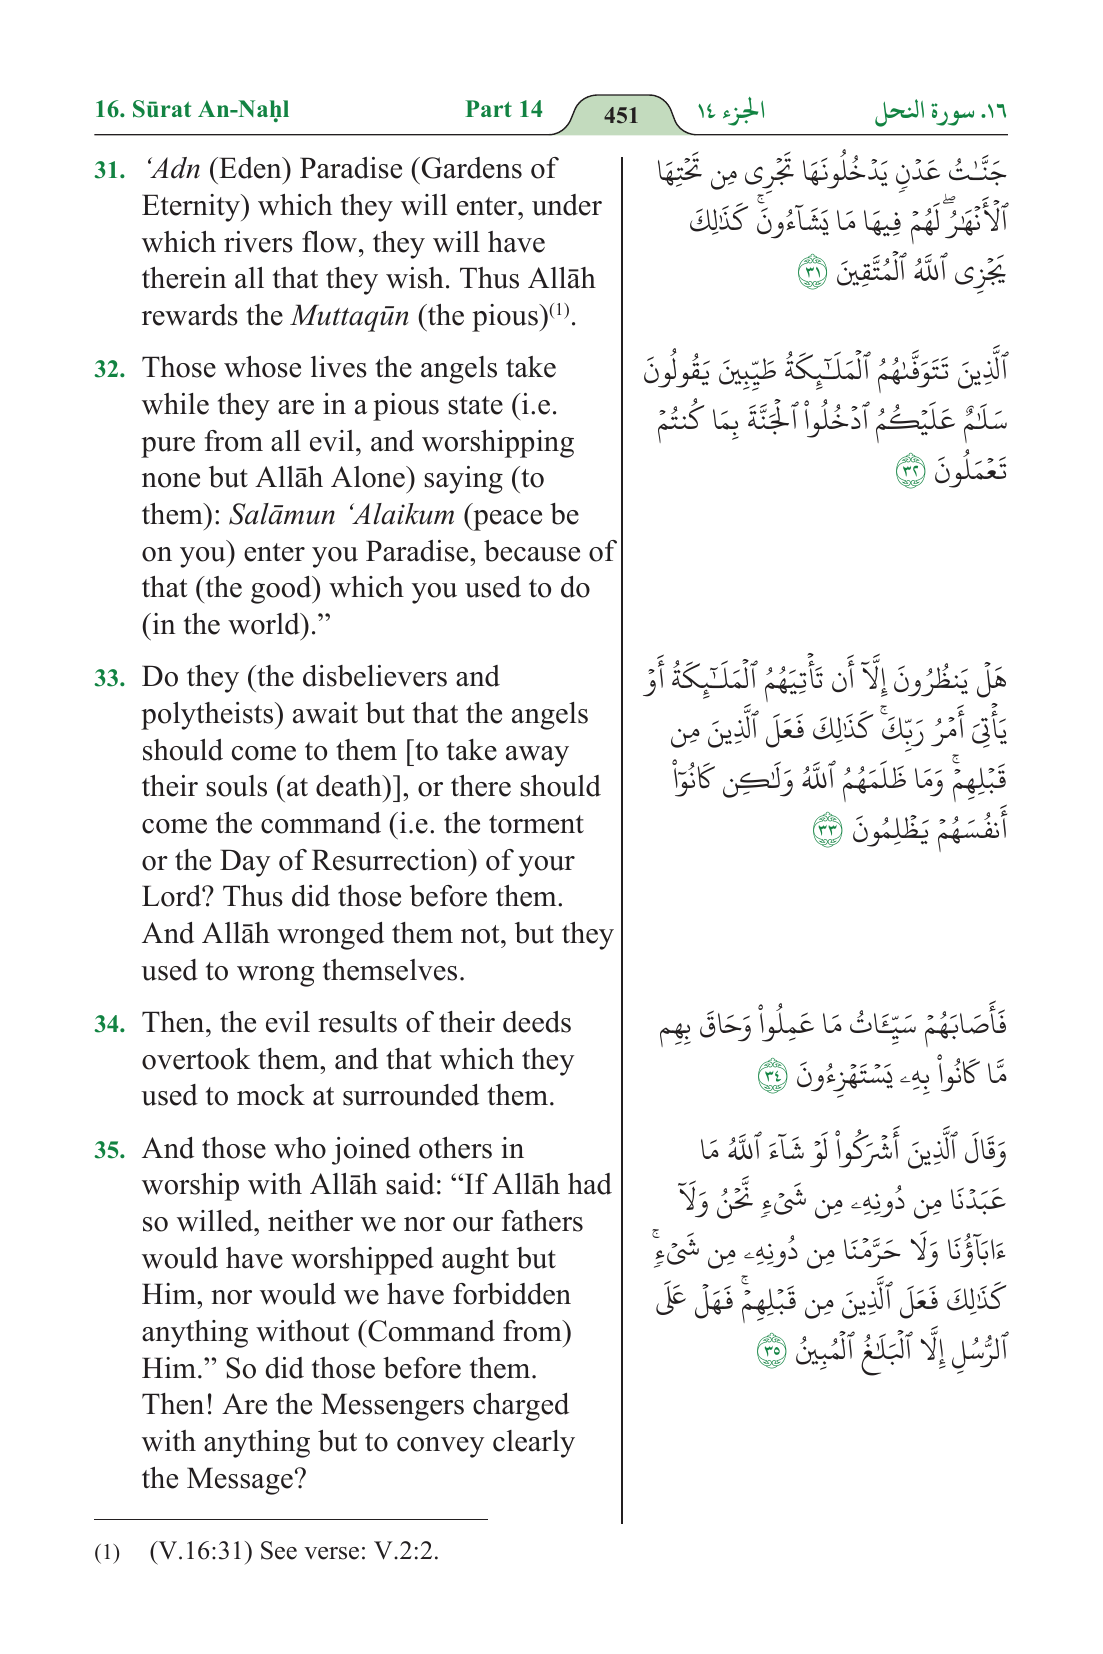 16. Sūrat An-Naḥl Part 14 451 الجزء ١٤ ١٦. سورة النحل
31. ‘Adn (Eden) Paradise (Gardens of
Eternity) which they will enter, under
which rivers flow, they will have
therein all that they wish. Thus Allāh
rewards the Muttaqūn (the pious)(1).
جَنَّـٰتُ عَدۡنٖ يَدۡخُلُونَهَا تَجۡرِي مِن تَحۡتِهَا
ٱلۡأَنۡهَٰرُۖ لَهُمۡ فِيهَا مَا يَشَآءُونَۚ كَذَٰلِكَ
يَجۡزِي ٱللَّهُ ٱلۡمُتَّقِينَ ٣١
32. Those whose lives the angels take
while they are in a pious state (i.e.
pure from all evil, and worshipping
none but Allāh Alone) saying (to
them): Salāmun ‘Alaikum (peace be
on you) enter you Paradise, because of
that (the good) which you used to do
(in the world).”
ٱلَّذِينَ تَتَوَفَّىٰهُمُ ٱلۡمَلَـٰٓئِكَةُ طَيِّبِينَ يَقُولُونَ
سَلَٰمٌ عَلَيۡكُمُ ٱدۡخُلُواْ ٱلۡجَنَّةَ بِمَا كُنتُمۡ
تَعۡمَلُونَ ٣٢
33. Do they (the disbelievers and
polytheists) await but that the angels
should come to them [to take away
their souls (at death)], or there should
come the command (i.e. the torment
or the Day of Resurrection) of your
Lord? Thus did those before them.
And Allāh wronged them not, but they
used to wrong themselves.
هَلۡ يَنظُرُونَ إِلَّآ أَن تَأۡتِيَهُمُ ٱلۡمَلَـٰٓئِكَةُ أَوۡ
يَأۡتِيَ أَمۡرُ رَبِّكَۚ كَذَٰلِكَ فَعَلَ ٱلَّذِينَ مِن
قَبۡلِهِمۡۚ وَمَا ظَلَمَهُمُ ٱللَّهُ وَلَٰكِن كَانُوٓاْ
أَنفُسَهُمۡ يَظۡلِمُونَ ٣٣
34. Then, the evil results of their deeds
overtook them, and that which they
used to mock at surrounded them.
فَأَصَابَهُمۡ سَيِّـَٔاتُ مَا عَمِلُواْ وَحَاقَ بِهِم
مَّا كَانُواْ بِهِۦ يَسۡتَهۡزِءُونَ ٣٤
35. And those who joined others in
worship with Allāh said: “If Allāh had
so willed, neither we nor our fathers
would have worshipped aught but
Him, nor would we have forbidden
anything without (Command from)
Him.” So did those before them.
Then! Are the Messengers charged
with anything but to convey clearly
the Message?
وَقَالَ ٱلَّذِينَ أَشۡرَكُواْ لَوۡ شَآءَ ٱللَّهُ مَا
عَبَدۡنَا مِن دُونِهِۦ مِن شَيۡءٖ نَّحۡنُ وَلَآ
ءَابَآؤُنَا وَلَا حَرَّمۡنَا مِن دُونِهِۦ مِن شَيۡءٖۚ
كَذَٰلِكَ فَعَلَ ٱلَّذِينَ مِن قَبۡلِهِمۡۚ فَهَلۡ عَلَى
ٱلرُّسُلِ إِلَّا ٱلۡبَلَٰغُ ٱلۡمُبِينُ ٣٥
(1) (V.16:31) See verse: V.2:2.